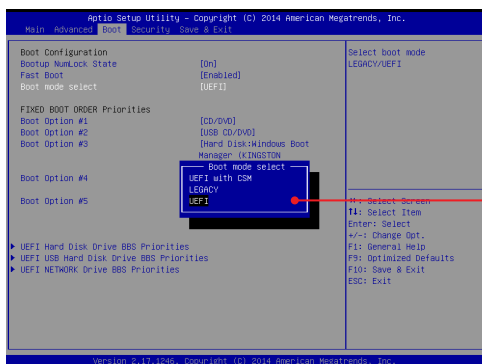 Aptio Setup Utility – Copyright (C) 2014 American Megatrends, Inc.
Main Advanced Boot Security Save & Exit
Boot Configuration
Bootup NumLock State [On]
Fast Boot [Enabled]
Boot mode select [UEFI]
FIXED BOOT ORDER Priorities
Boot Option #1 [CD/DVD]
Boot Option #2 [USB CD/DVD]
Boot Option #3 [Hard Disk:Windows Boot
Manager (KINGSTON
Boot mode select
UEFI with CSM
LEGACY
UEFI
Boot Option #4
Boot Option #5
UEFI Hard Disk Drive BBS Priorities
UEFI USB Hard Disk Drive BBS Priorities
UEFI NETWORK Drive BBS Priorities
Select boot mode
LEGACY/UEFI
: Select Screen
↑↓: Select Item
Enter: Select
+/-: Change Opt.
F1: General Help
F9: Optimized Defaults
F10: Save & Exit
ESC: Exit
Version 2.17.1246. Copyright (C) 2014 American Megatrends, Inc.